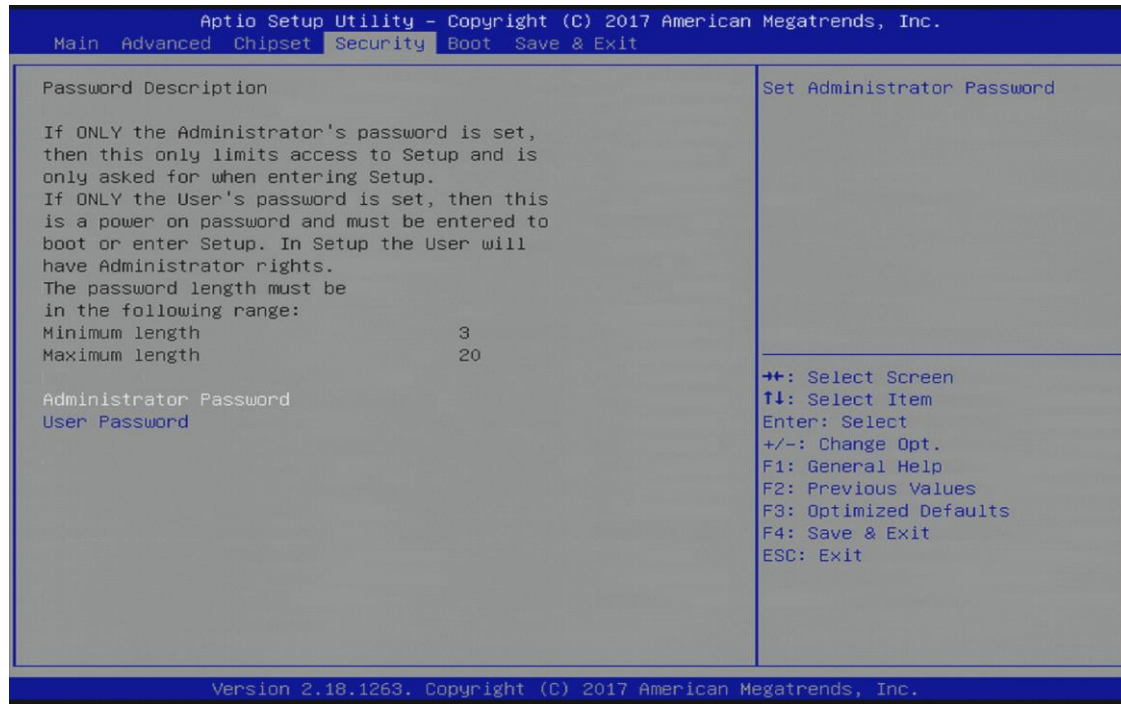 Aptio Setup Utility – Copyright (C) 2017 American Megatrends, Inc.
Main Advanced Chipset Security Boot Save & Exit
Password Description
If ONLY the Administrator's password is set,
then this only limits access to Setup and is
only asked for when entering Setup.
If ONLY the User's password is set, then this
is a power on password and must be entered to
boot or enter Setup. In Setup the User will
have Administrator rights.
The password length must be
in the following range:
Minimum length 3
Maximum length 20
Administrator Password
User Password
Set Administrator Password
→←: Select Screen
↑↓: Select Item
Enter: Select
+/-: Change Opt.
F1: General Help
F2: Previous Values
F3: Optimized Defaults
F4: Save & Exit
ESC: Exit
Version 2.18.1263. Copyright (C) 2017 American Megatrends, Inc.